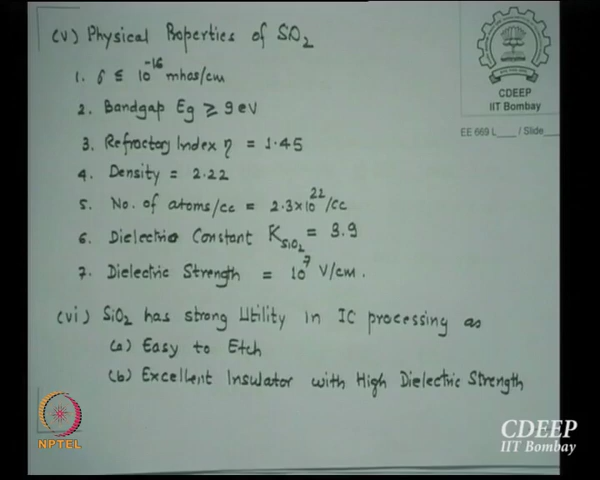 (v) Physical Properties of SiO2
1. σ ≤ 10^-16 mhos/cm
2. Bandgap Eg ≥ 9 eV
3. Refractory Index η = 1.45
4. Density = 2.22
5. No. of atoms/cc = 2.3×10^22/cc
6. Dielectric Constant K_SiO2 = 3.9
7. Dielectric Strength = 10^7 V/cm.
(vi) SiO2 has strong Utility in IC processing as
(a) Easy to Etch
(b) Excellent Insulator with High Dielectric Strength
CDEEP
IIT Bombay
EE 669 L____ / Slide__
NPTEL
CDEEP
IIT Bombay